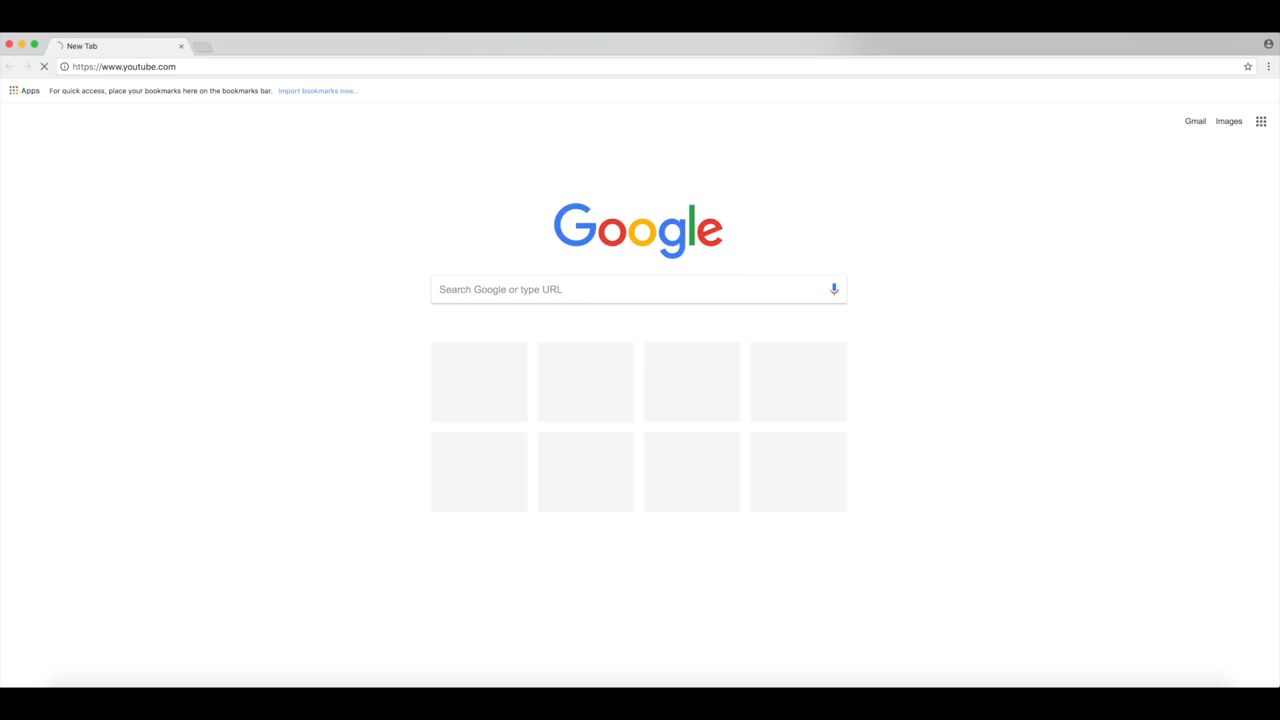 New Tab
https://www.youtube.com
Apps For quick access, place your bookmarks here on the bookmarks bar. Import bookmarks now...
Gmail Images
Google
Search Google or type URL